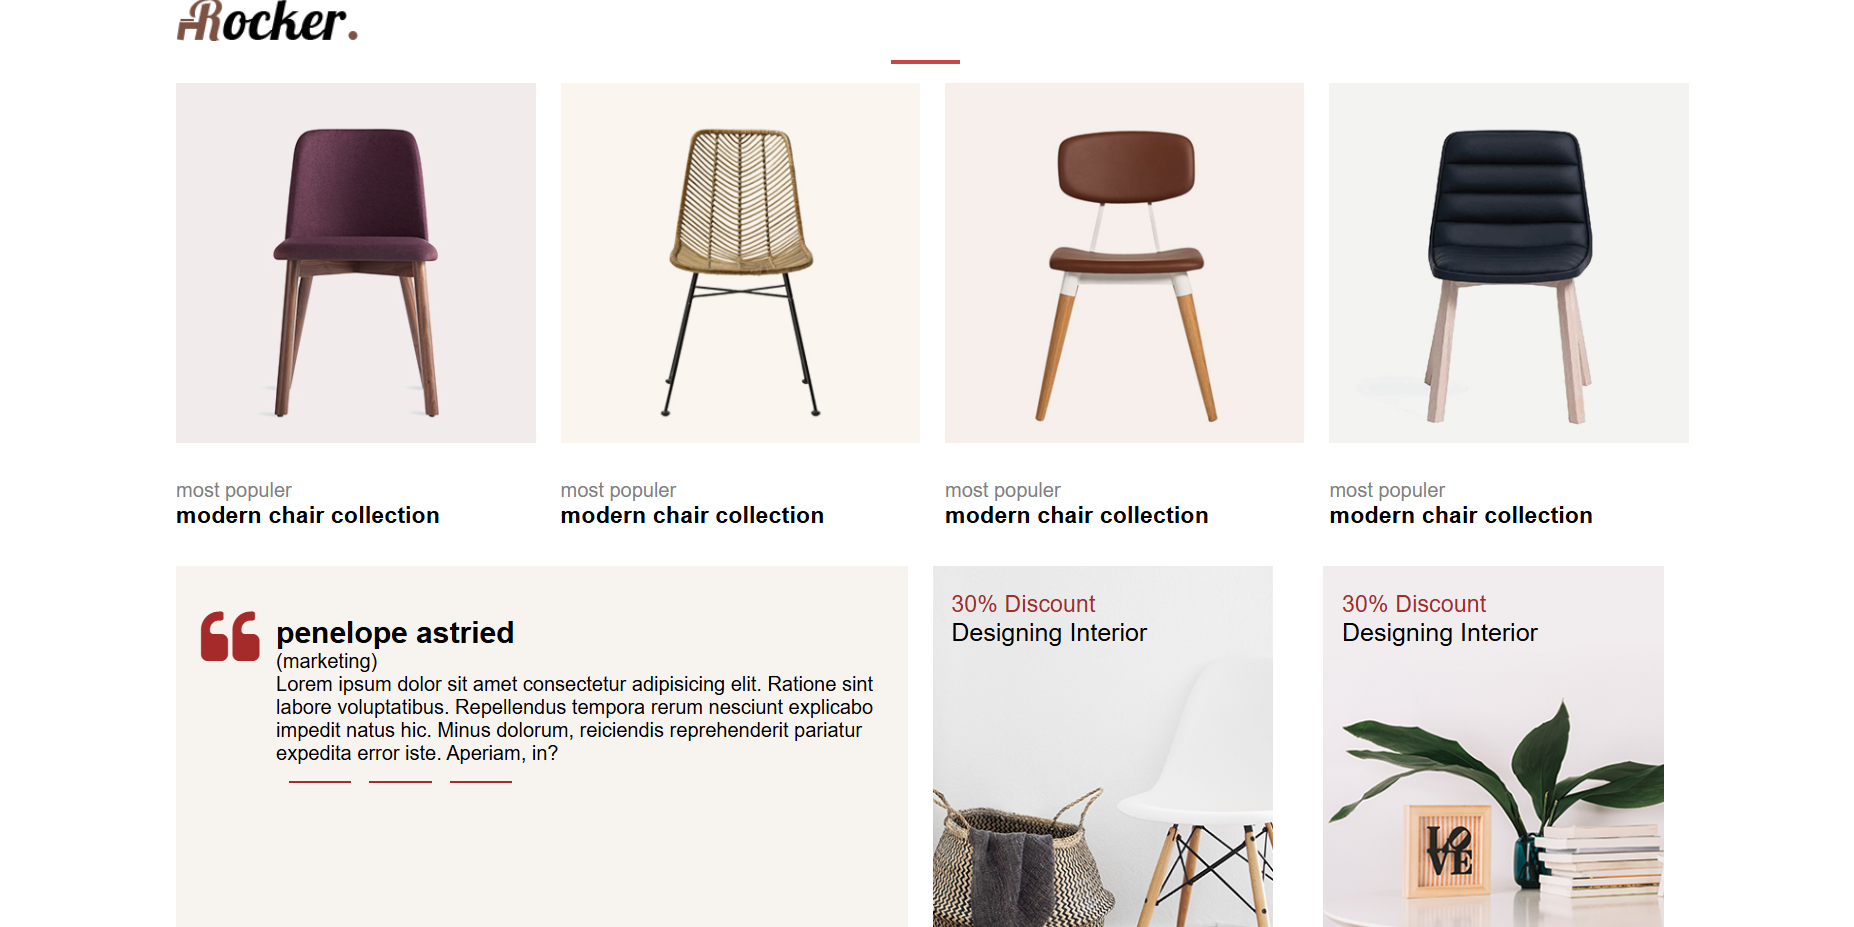 Rocker.
most populer
modern chair collection
most populer
modern chair collection
most populer
modern chair collection
most populer
modern chair collection
penelope astried
(marketing)
Lorem ipsum dolor sit amet consectetur adipisicing elit. Ratione sint
labore voluptatibus. Repellendus tempora rerum nesciunt explicabo
impedit natus hic. Minus dolorum, reiciendis reprehenderit pariatur
expedita error iste. Aperiam, in?
30% Discount
Designing Interior
30% Discount
Designing Interior
LO
VE